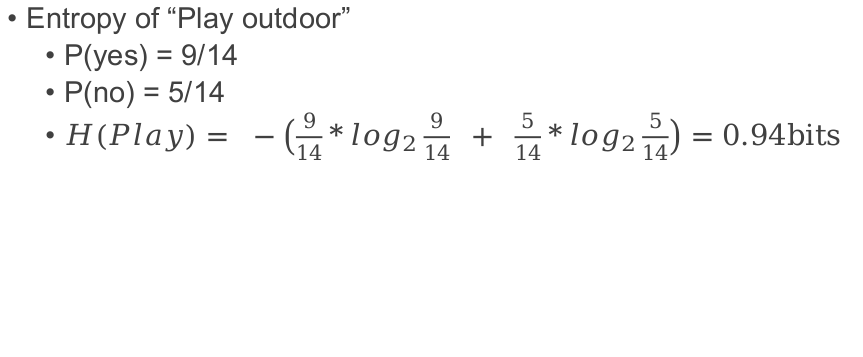 • Entropy of “Play outdoor”
• P(yes) = 9/14
• P(no) = 5/14
• H(Play) = −(9/14 * log₂ 9/14 + 5/14 * log₂ 5/14) = 0.94bits